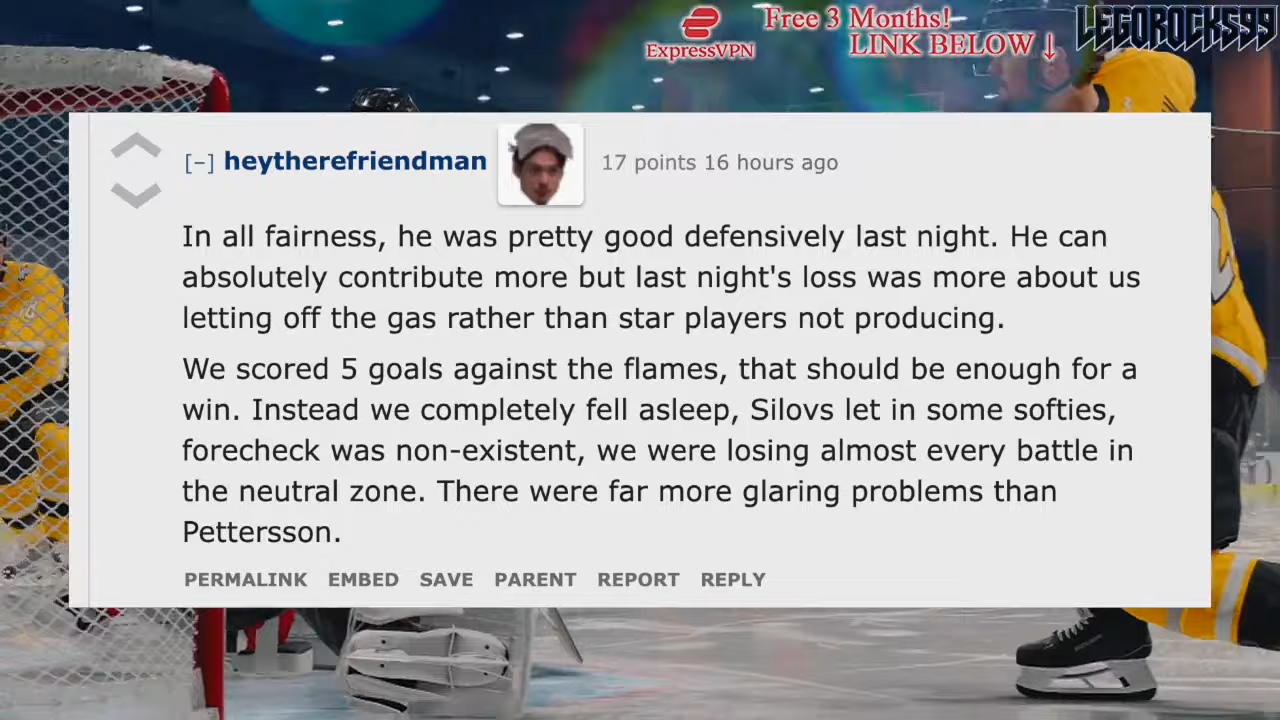 Free 3 Months!
ExpressVPN
LINK BELOW ↓
LEGOROCKS99
[–] heytherefriendman 17 points 16 hours ago
In all fairness, he was pretty good defensively last night. He can
absolutely contribute more but last night's loss was more about us
letting off the gas rather than star players not producing.
We scored 5 goals against the flames, that should be enough for a
win. Instead we completely fell asleep, Silovs let in some softies,
forecheck was non-existent, we were losing almost every battle in
the neutral zone. There were far more glaring problems than
Pettersson.
PERMALINK EMBED SAVE PARENT REPORT REPLY